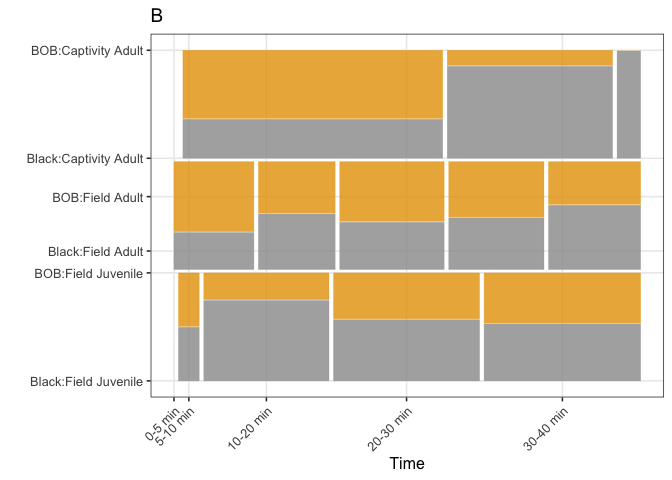 B
BOB:Captivity Adult
Black:Captivity Adult
BOB:Field Adult
Black:Field Adult
BOB:Field Juvenile
Black:Field Juvenile
0-5 min
5-10 min
10-20 min
20-30 min
30-40 min
Time